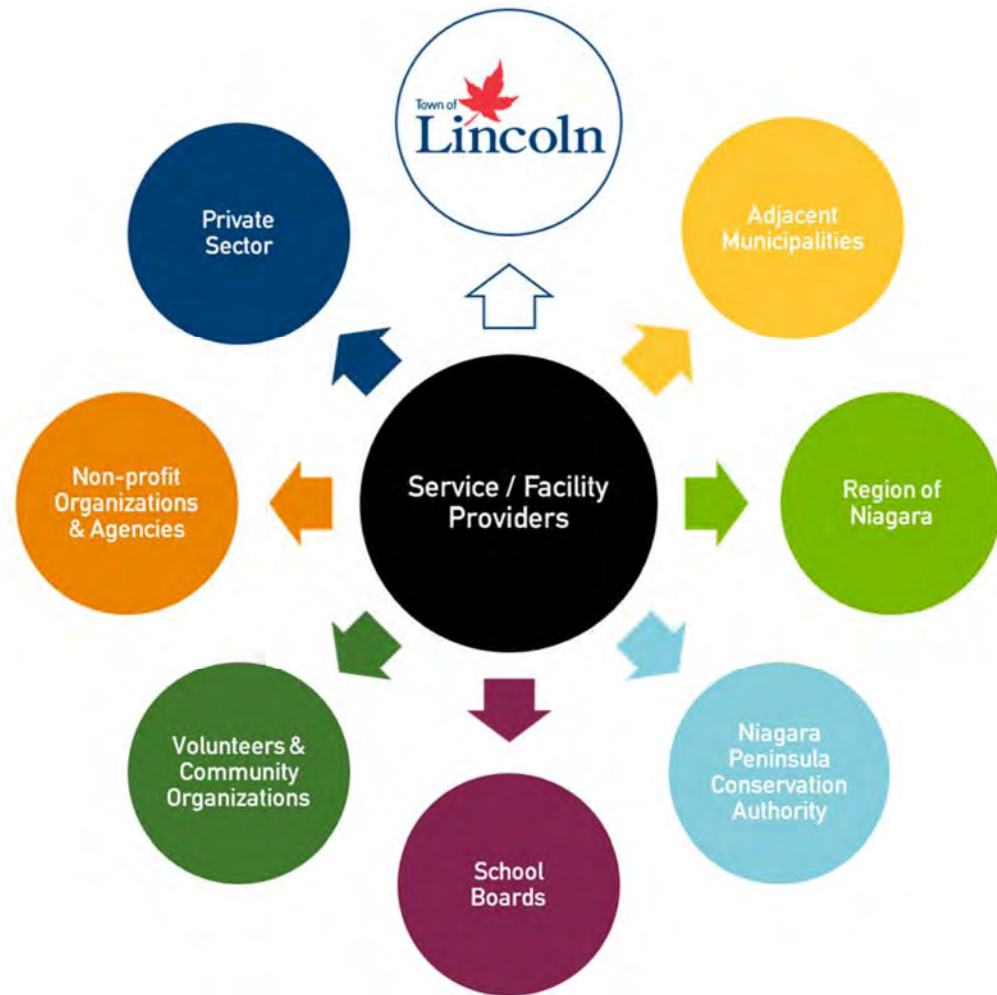 Town of
Lincoln
Adjacent
Municipalities
Region of
Niagara
Niagara
Peninsula
Conservation
Authority
School
Boards
Volunteers &
Community
Organizations
Non-profit
Organizations
& Agencies
Private
Sector
Service / Facility
Providers